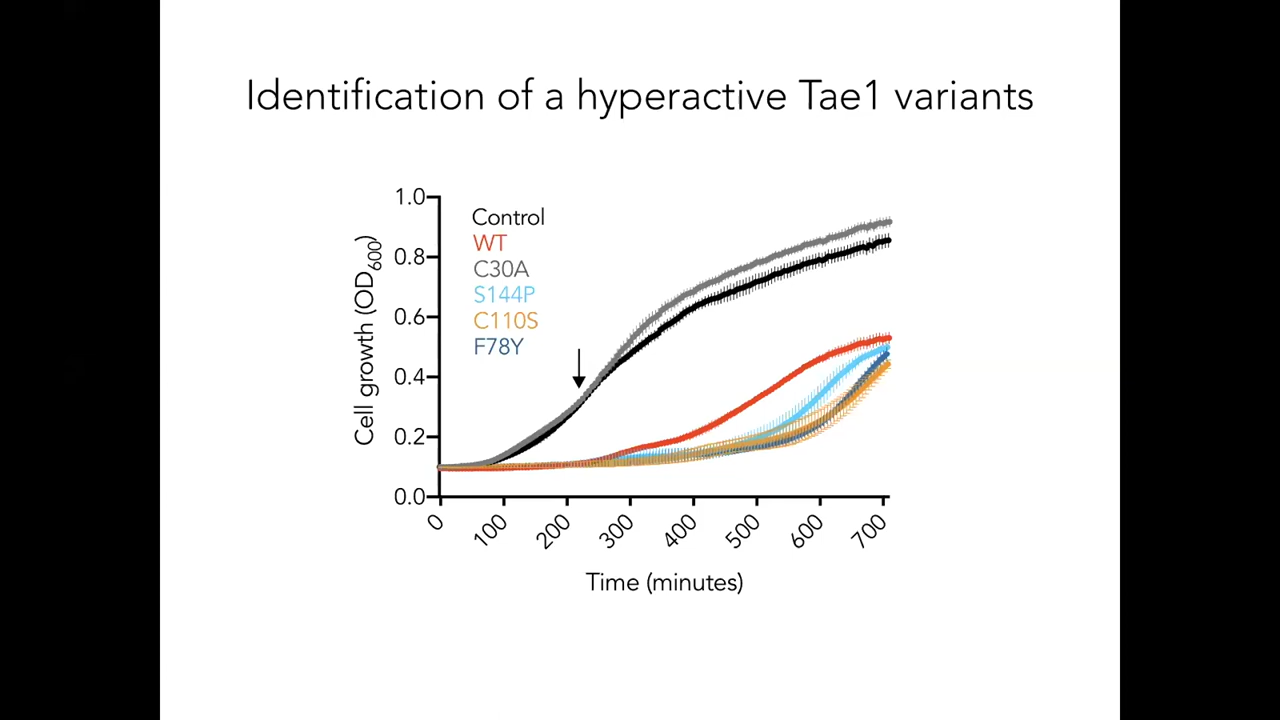 Identification of a hyperactive Tae1 variants
Cell growth (OD600)
1.0
0.8
0.6
0.4
0.2
0.0
Control
WT
C30A
S144P
C110S
F78Y
0
100
200
300
400
500
600
700
Time (minutes)